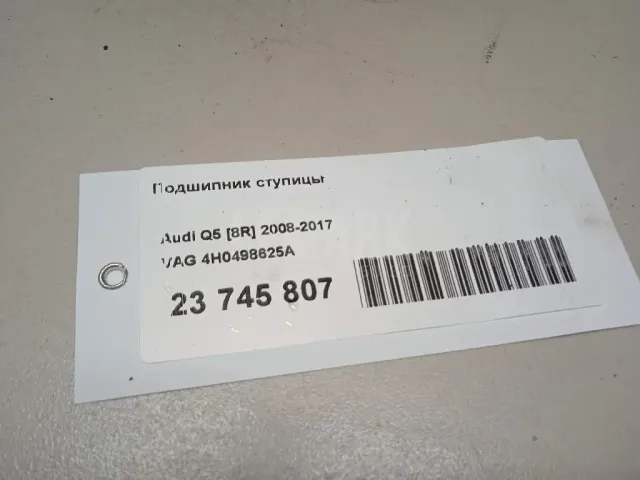 Подшипник ступицы
Audi Q5 [8R] 2008-2017
VAG 4H0498625A
23 745 807